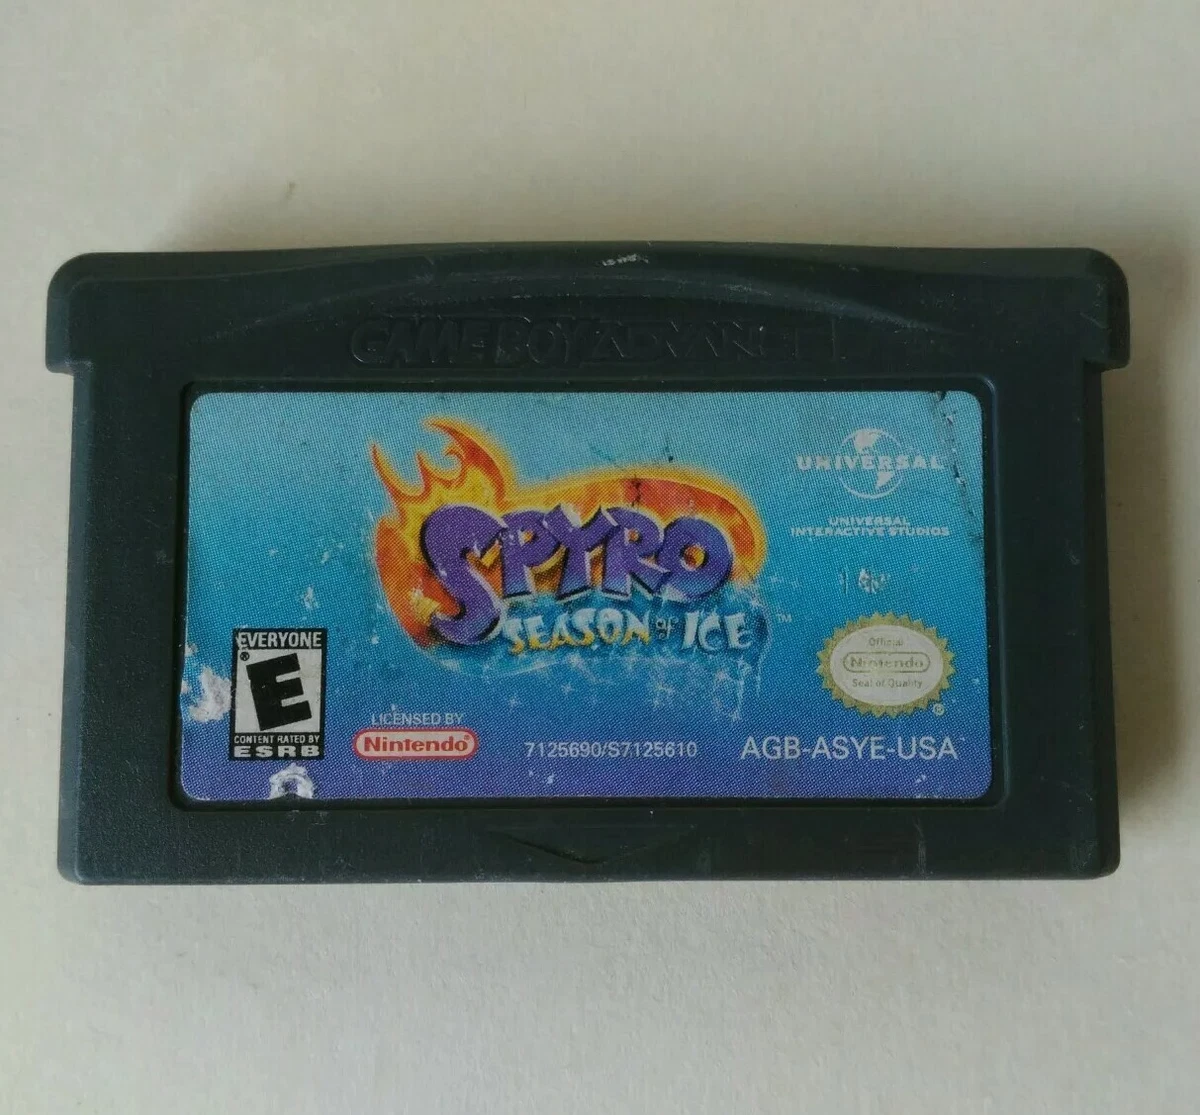 GAME BOY ADVANCE
UNIVERSAL
UNIVERSAL
INTERACTIVE STUDIOS
SPYRO
SEASON OF ICE
™
EVERYONE
E
®
CONTENT RATED BY
ESRB
LICENSED BY
Nintendo®
7125690/S7125610
Official
Nintendo
Seal of Quality
®
AGB-ASYE-USA